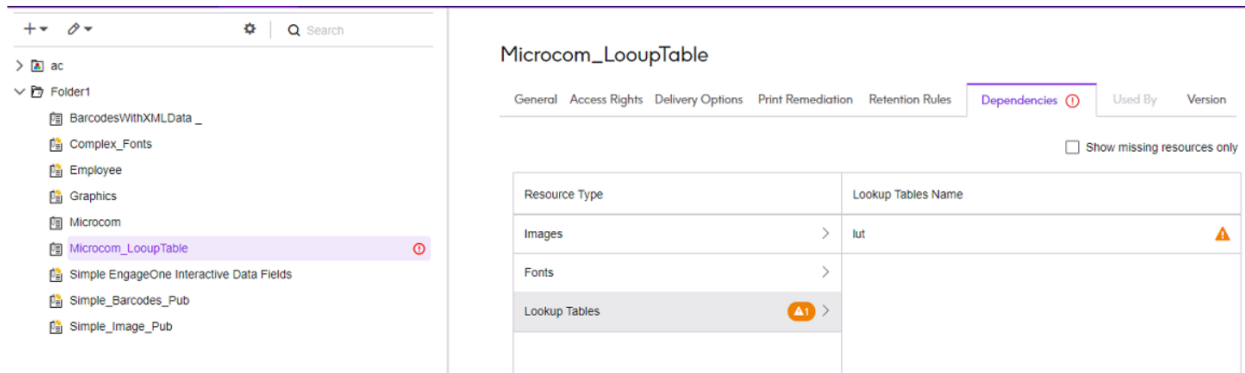 Search
ac
Folder1
BarcodesWithXMLData _
Complex_Fonts
Employee
Graphics
Microcom
Microcom_LooupTable
Simple EngageOne Interactive Data Fields
Simple_Barcodes_Pub
Simple_Image_Pub
Microcom_LooupTable
General Access Rights Delivery Options Print Remediation Retention Rules Dependencies Used By Version
Show missing resources only
Resource Type Lookup Tables Name
Images lut
Fonts
Lookup Tables 1